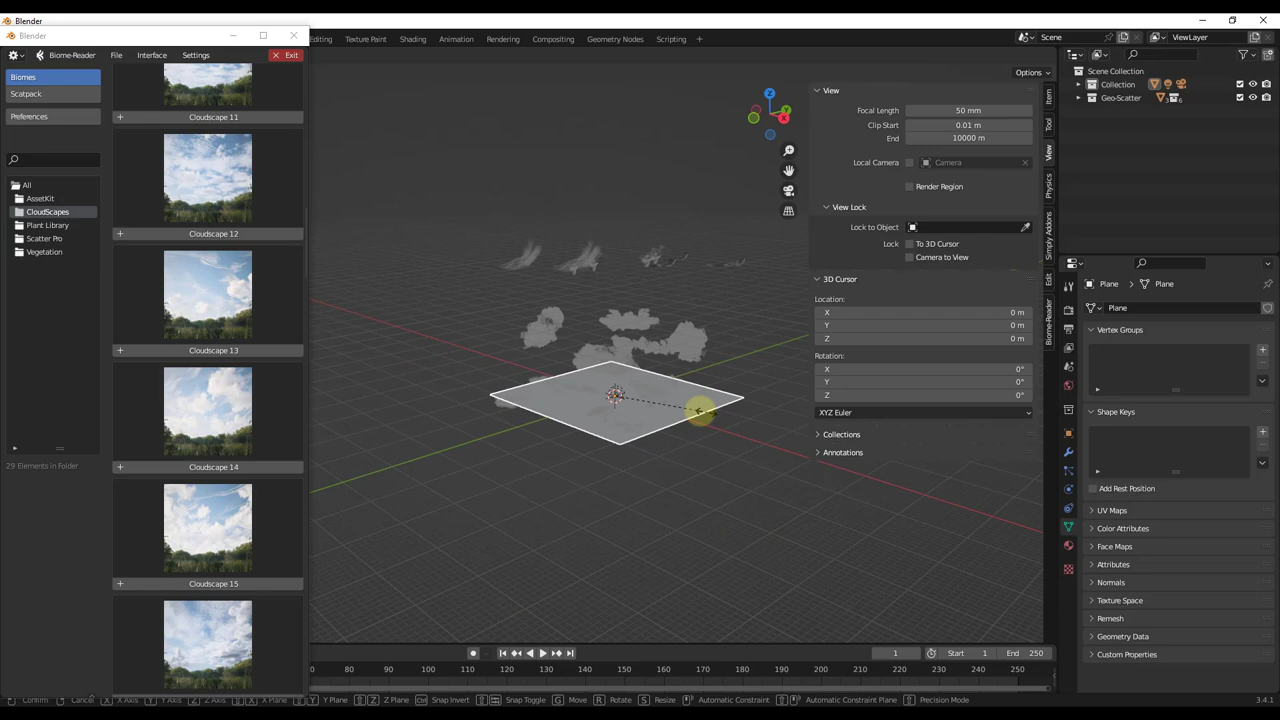 Blender
Blender
Biome-Reader File Interface Settings Exit
Texture Paint Shading Animation Rendering Compositing Geometry Nodes Scripting
Scene
ViewLayer
Biomes
Scatpack
Preferences
All
AssetKit
CloudScapes
Plant Library
Scatter Pro
Vegetation
29 Elements in Folder
Cloudscape 11
Cloudscape 12
Cloudscape 13
Cloudscape 14
Cloudscape 15
Options
Z
Y
X
View
Focal Length 50 mm
Clip Start 0.01 m
End 10000 m
Local Camera Camera
Render Region
View Lock
Lock to Object
Lock To 3D Cursor
Camera to View
3D Cursor
Location:
X 0 m
Y 0 m
Z 0 m
Rotation:
X 0°
Y 0°
Z 0°
XYZ Euler
Collections
Annotations
Item
Tool
View
Physics
Simply Addons
Edit
Biome-Reader
Scene Collection
Collection
Geo-Scatter
Plane Plane
Plane
Vertex Groups
Shape Keys
Add Rest Position
UV Maps
Color Attributes
Face Maps
Attributes
Normals
Texture Space
Remesh
Geometry Data
Custom Properties
1 Start 1 End 250
80 90 100 110 120 130 140 150 160 170 180 190 200 210 220 230 240 250
Confirm Cancel X X Axis Y Y Axis Z Z Axis X X Plane Y Y Plane Z Z Plane Ctrl Snap Invert Snap Toggle G Move R Rotate S Resize Automatic Constraint Automatic Constraint Plane Precision Mode
3.4.1